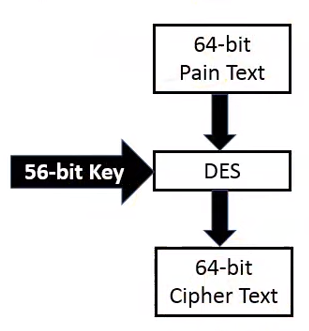 64-bit
Pain Text
56-bit Key
DES
64-bit
Cipher Text